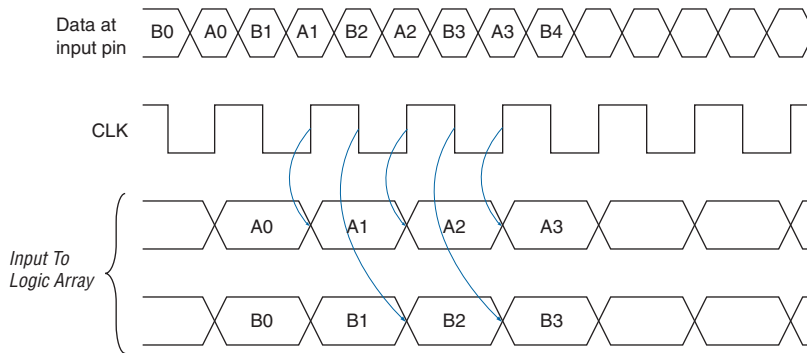 Data at
input pin
B0 A0 B1 A1 B2 A2 B3 A3 B4
CLK
Input To
Logic Array
A0 A1 A2 A3
B0 B1 B2 B3